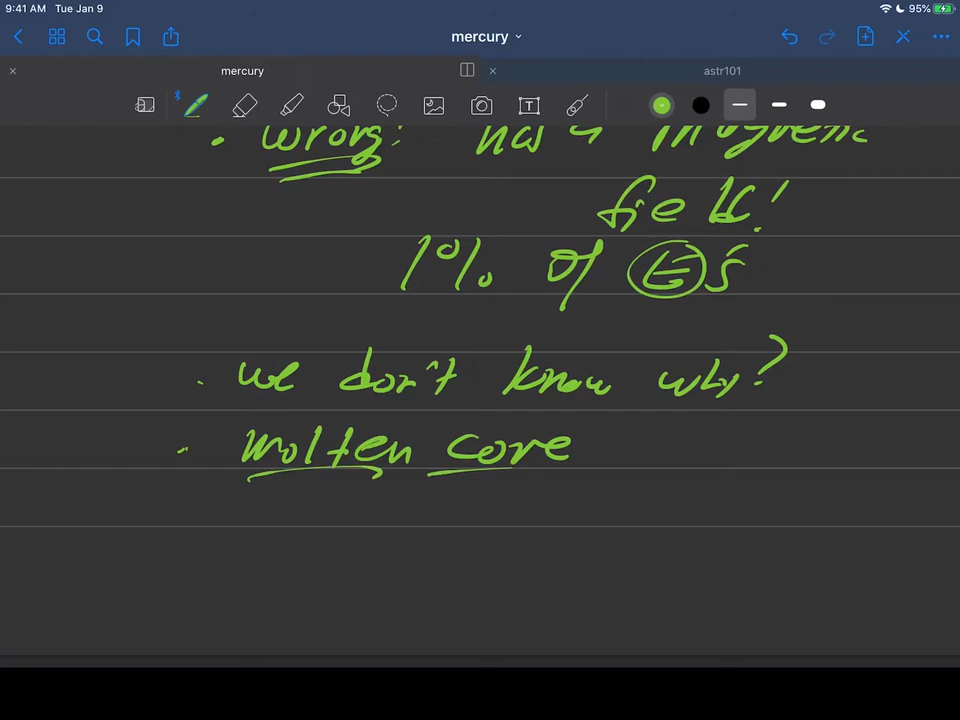 9:41 AM Tue Jan 9 95%
mercury
mercury astr101
T
• wrong: has a magnetic
field!
1% of Ⓔ's
• we don't know why?
• molten core